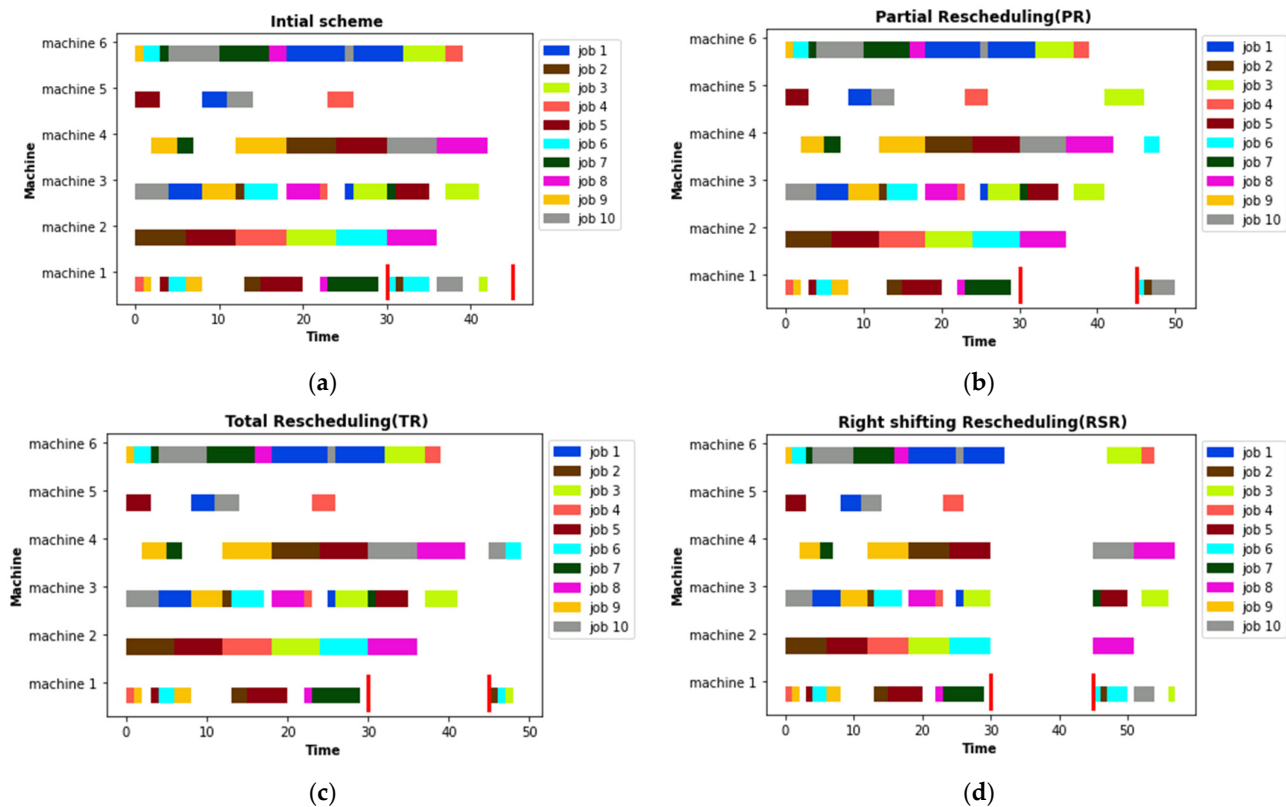 Intial scheme
machine 6
machine 5
machine 4
machine 3
machine 2
machine 1
Machine
0 10 20 30 40
Time
job 1
job 2
job 3
job 4
job 5
job 6
job 7
job 8
job 9
job 10
(a)
Partial Rescheduling(PR)
machine 6
machine 5
machine 4
machine 3
machine 2
machine 1
Machine
0 10 20 30 40 50
Time
job 1
job 2
job 3
job 4
job 5
job 6
job 7
job 8
job 9
job 10
(b)
Total Rescheduling(TR)
machine 6
machine 5
machine 4
machine 3
machine 2
machine 1
Machine
0 10 20 30 40 50
Time
job 1
job 2
job 3
job 4
job 5
job 6
job 7
job 8
job 9
job 10
(c)
Right shifting Rescheduling(RSR)
machine 6
machine 5
machine 4
machine 3
machine 2
machine 1
Machine
0 10 20 30 40 50
Time
job 1
job 2
job 3
job 4
job 5
job 6
job 7
job 8
job 9
job 10
(d)